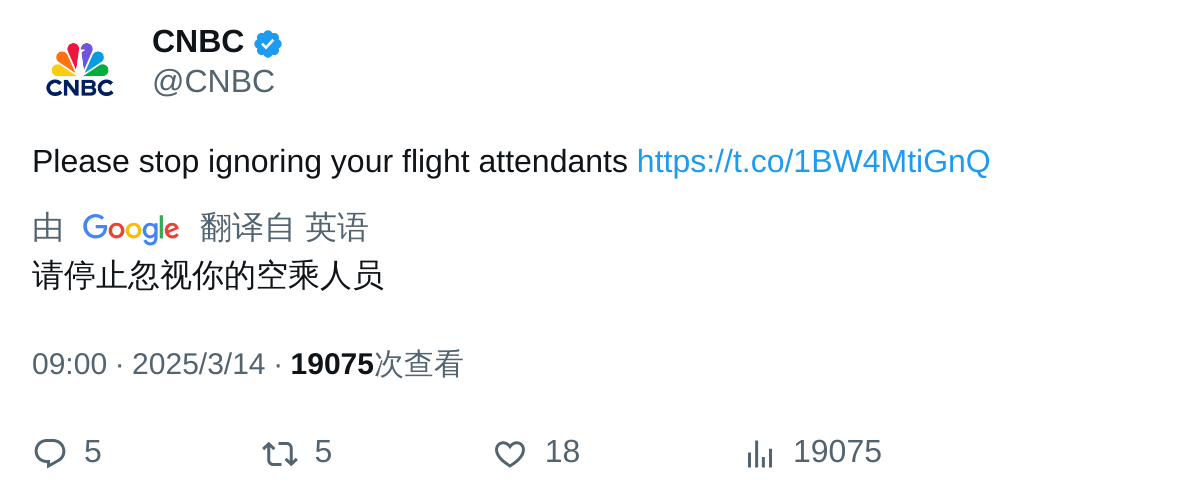 CNBC
CNBC
@CNBC
Please stop ignoring your flight attendants https://t.co/1BW4MtiGnQ
由 Google 翻译自 英语
请停止忽视你的空乘人员
09:00 · 2025/3/14 · 19075次查看
5 5 18 19075